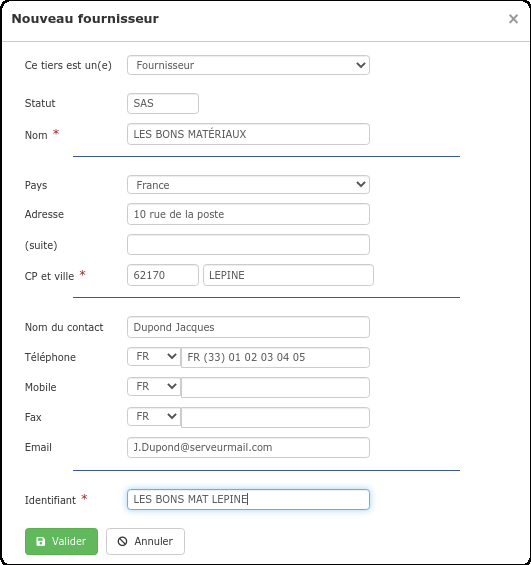 Nouveau fournisseur ×
Ce tiers est un(e) Fournisseur
Statut SAS
Nom * LES BONS MATÉRIAUX
Pays France
Adresse 10 rue de la poste
(suite)
CP et ville * 62170 LEPINE
Nom du contact Dupond Jacques
Téléphone FR FR (33) 01 02 03 04 05
Mobile FR
Fax FR
Email J.Dupond@serveurmail.com
Identifiant * LES BONS MAT LEPINE
Valider Annuler